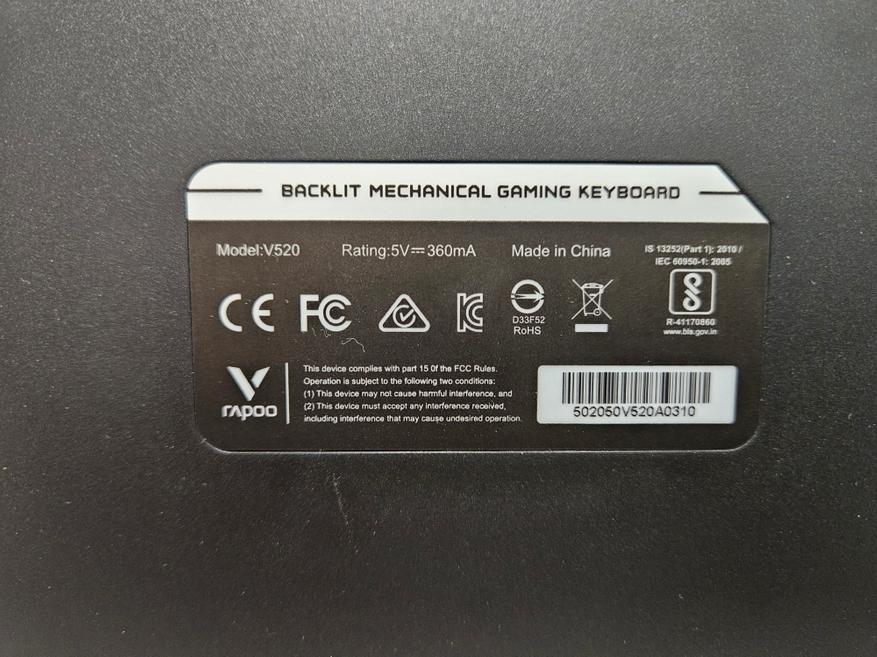 BACKLIT MECHANICAL GAMING KEYBOARD
Model:V520
Rating:5V⎓360mA
Made in China
IS 13252(Part 1): 2010 /
IEC 60950-1: 2005
CE FC
D33F52
RoHS
R-41170860
www.bis.gov.in
rapoo
This device complies with part 15 0f the FCC Rules.
Operation is subject to the following two conditions:
(1) This device may not cause harmful interference, and
(2) This device must accept any interference received,
including interference that may cause undesired operation.
502050V520A0310